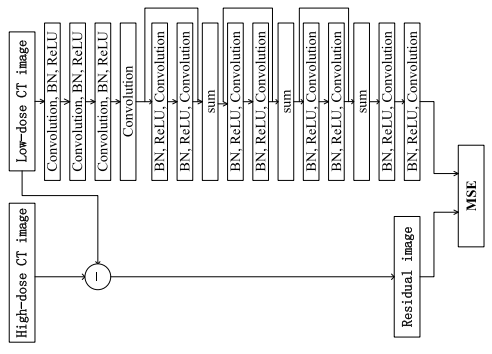 Low-dose CT image
Convolution, BN, ReLU
Convolution, BN, ReLU
Convolution, BN, ReLU
Convolution
BN, ReLU, Convolution
BN, ReLU, Convolution
sum
BN, ReLU, Convolution
BN, ReLU, Convolution
sum
BN, ReLU, Convolution
BN, ReLU, Convolution
sum
BN, ReLU, Convolution
BN, ReLU, Convolution
MSE
High-dose CT image
−
Residual image